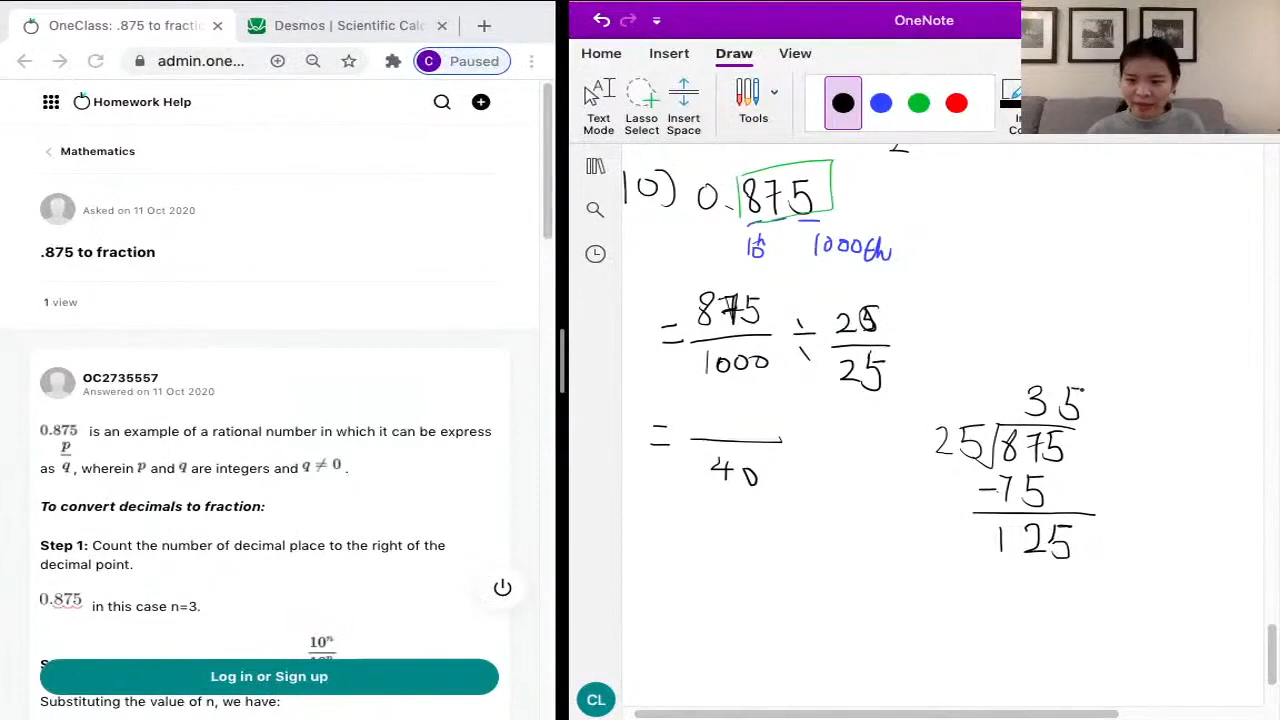 OneClass: .875 to fractic
Desmos | Scientific Calc
admin.one...
Paused
Homework Help
Mathematics
Asked on 11 Oct 2020
.875 to fraction
1 view
OC2735557
Answered on 11 Oct 2020
0.875 is an example of a rational number in which it can be express
as p/q, wherein p and q are integers and q ≠ 0.
To convert decimals to fraction:
Step 1: Count the number of decimal place to the right of the
decimal point.
0.875 in this case n=3.
10ⁿ
Log in or Sign up
Substituting the value of n, we have:
OneNote
Home Insert Draw View
Text Mode
Lasso Select
Insert Space
Tools
CL
10) 0.875
1000th
= 875/1000 ÷ 25/25
= /40
35
25)875
-75
125